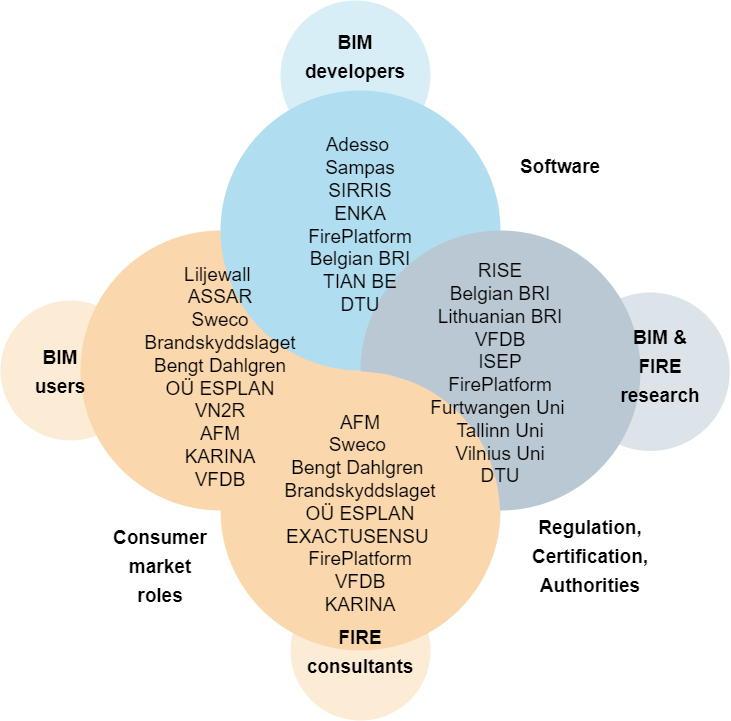 BIM
developers
Software
Adesso
Sampas
SIRRIS
ENKA
FirePlatform
Belgian BRI
TIAN BE
DTU
BIM
users
Liljewall
ASSAR
Sweco
Brandskyddslaget
Bengt Dahlgren
OÜ ESPLAN
VN2R
AFM
KARINA
VFDB
RISE
Belgian BRI
Lithuanian BRI
VFDB
ISEP
FirePlatform
Furtwangen Uni
Tallinn Uni
Vilnius Uni
DTU
BIM &
FIRE
research
AFM
Sweco
Bengt Dahlgren
Brandskyddslaget
OÜ ESPLAN
EXACTUSENSU
FirePlatform
VFDB
KARINA
FIRE
consultants
Consumer
market
roles
Regulation,
Certification,
Authorities